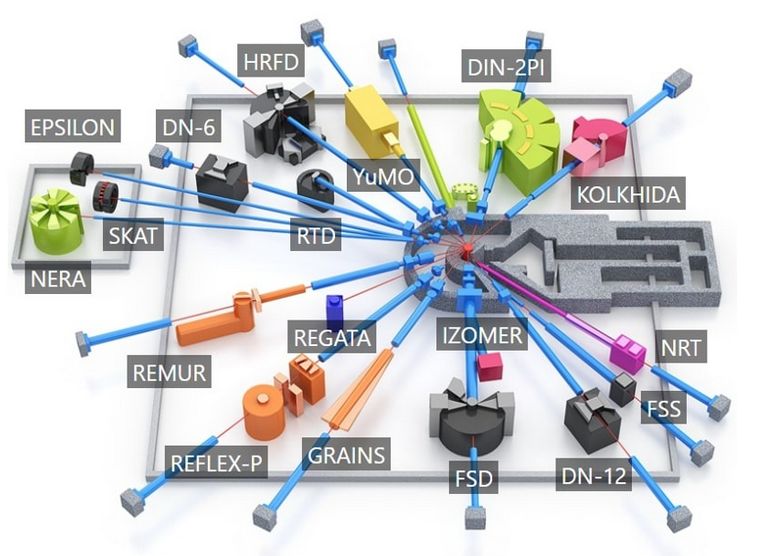 HRFD
DIN-2PI
EPSILON
DN-6
YuMO
KOLKHIDA
SKAT
RTD
NERA
REGATA
IZOMER
NRT
REMUR
FSS
REFLEX-P
GRAINS
FSD
DN-12